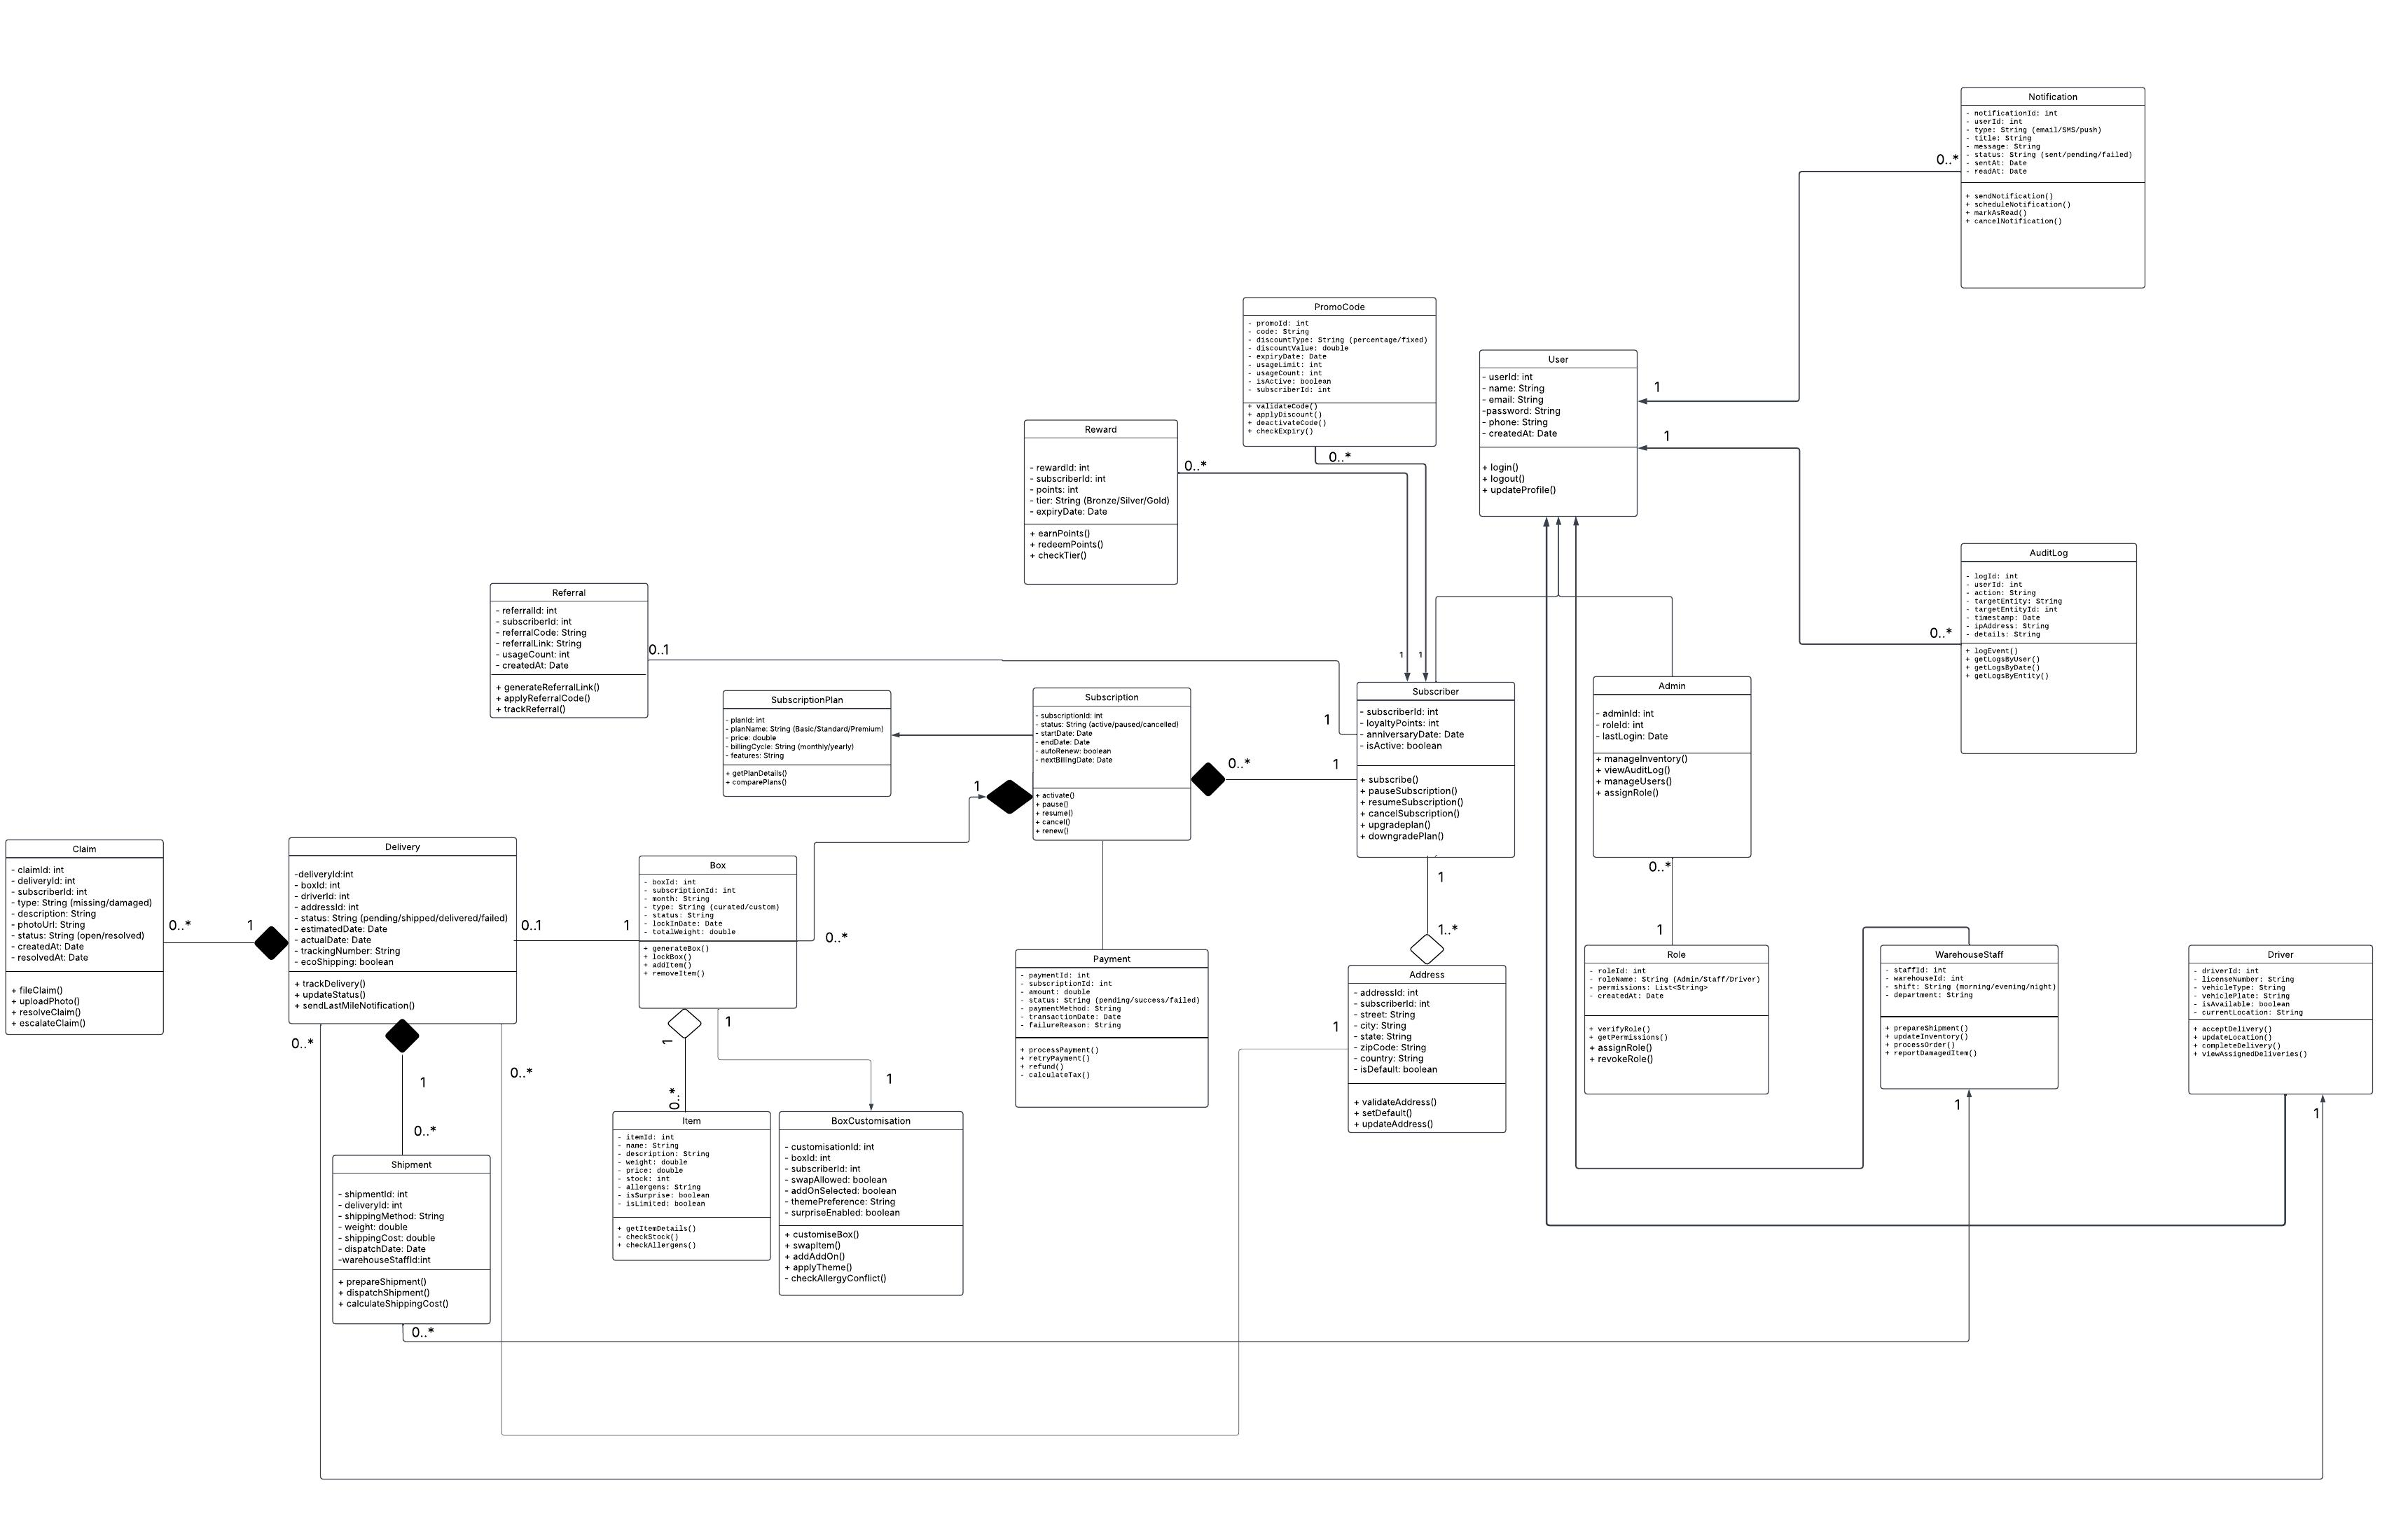 Notification
- notificationId: int
- userId: int
- type: String (email/SMS/push)
- title: String
- message: String
- status: String (sent/pending/failed)
- sentAt: Date
- readAt: Date
+ sendNotification()
+ scheduleNotification()
+ markAsRead()
+ cancelNotification()
0..*
1
PromoCode
- promoId: int
- code: String
- discountType: String (percentage/fixed)
- discountValue: double
- expiryDate: Date
- usageLimit: int
- usageCount: int
- isActive: boolean
- subscriberId: int
+ validateCode()
+ applyDiscount()
+ deactivateCode()
+ checkExpiry()
0..*
1
User
- userId: int
- name: String
- email: String
-password: String
- phone: String
- createdAt: Date
+ login()
+ logout()
+ updateProfile()
1
Reward
- rewardId: int
- subscriberId: int
- points: int
- tier: String (Bronze/Silver/Gold)
- expiryDate: Date
+ earnPoints()
+ redeemPoints()
+ checkTier()
0..*
1
AuditLog
- logId: int
- userId: int
- action: String
- targetEntity: String
- targetEntityId: int
- timestamp: Date
- ipAddress: String
- details: String
+ logEvent()
+ getLogsByUser()
+ getLogsByDate()
+ getLogsByEntity()
0..*
Referral
- referralId: int
- subscriberId: int
- referralCode: String
- referralLink: String
- usageCount: int
- createdAt: Date
+ generateReferralLink()
+ applyReferralCode()
+ trackReferral()
0..1
1
SubscriptionPlan
- planId: int
- planName: String (Basic/Standard/Premium)
- price: double
- billingCycle: String (monthly/yearly)
- features: String
+ getPlanDetails()
+ comparePlans()
Subscription
- subscriptionId: int
- status: String (active/paused/cancelled)
- startDate: Date
- endDate: Date
- autoRenew: boolean
- nextBillingDate: Date
+ activate()
+ pause()
+ resume()
+ cancel()
+ renew()
1
0..*
1
Subscriber
- subscriberId: int
- loyaltyPoints: int
- anniversaryDate: Date
- isActive: boolean
+ subscribe()
+ pauseSubscription()
+ resumeSubscription()
+ cancelSubscription()
+ upgradeplan()
+ downgradePlan()
1
1..*
Admin
- adminId: int
- roleId: int
- lastLogin: Date
+ manageInventory()
+ viewAuditLog()
+ manageUsers()
+ assignRole()
0..*
1
Claim
- claimId: int
- deliveryId: int
- subscriberId: int
- type: String (missing/damaged)
- description: String
- photoUrl: String
- status: String (open/resolved)
- createdAt: Date
- resolvedAt: Date
+ fileClaim()
+ uploadPhoto()
+ resolveClaim()
+ escalateClaim()
0..*
1
Delivery
-deliveryId:int
- boxId: int
- driverId: int
- addressId: int
- status: String (pending/shipped/delivered/failed)
- estimatedDate: Date
- actualDate: Date
- trackingNumber: String
- ecoShipping: boolean
+ trackDelivery()
+ updateStatus()
+ sendLastMileNotification()
0..*
0..*
0..1
1
Box
- boxId: int
- subscriptionId: int
- month: String
- type: String (curated/custom)
- status: String
- lockInDate: Date
- totalWeight: double
+ generateBox()
+ lockBox()
+ addItem()
+ removeItem()
0..*
1
0..*
1
1
Payment
- paymentId: int
- subscriptionId: int
- amount: double
- status: String (pending/success/failed)
- paymentMethod: String
- transactionDate: Date
- failureReason: String
+ processPayment()
+ retryPayment()
+ refund()
- calculateTax()
1
Address
- addressId: int
- subscriberId: int
- street: String
- city: String
- state: String
- zipCode: String
- country: String
- isDefault: boolean
+ validateAddress()
+ setDefault()
+ updateAddress()
Role
- roleId: int
- roleName: String (Admin/Staff/Driver)
- permissions: List<String>
- createdAt: Date
+ verifyRole()
+ getPermissions()
+ assignRole()
+ revokeRole()
WarehouseStaff
- staffId: int
- warehouseId: int
- shift: String (morning/evening/night)
- department: String
+ prepareShipment()
+ updateInventory()
+ processOrder()
+ reportDamagedItem()
1
Driver
- driverId: int
- licenseNumber: String
- vehicleType: String
- vehiclePlate: String
- isAvailable: boolean
- currentLocation: String
+ acceptDelivery()
+ updateLocation()
+ completeDelivery()
+ viewAssignedDeliveries()
1
1
0..*
Shipment
- shipmentId: int
- deliveryId: int
- shippingMethod: String
- weight: double
- shippingCost: double
- dispatchDate: Date
-warehouseStaffId:int
+ prepareShipment()
+ dispatchShipment()
+ calculateShippingCost()
0..*
Item
- itemId: int
- name: String
- description: String
- weight: double
- price: double
- stock: int
- allergens: String
- isSurprise: boolean
- isLimited: boolean
+ getItemDetails()
- checkStock()
+ checkAllergens()
BoxCustomisation
- customisationId: int
- boxId: int
- subscriberId: int
- swapAllowed: boolean
- addOnSelected: boolean
- themePreference: String
- surpriseEnabled: boolean
+ customiseBox()
+ swapItem()
+ addAddOn()
+ applyTheme()
- checkAllergyConflict()